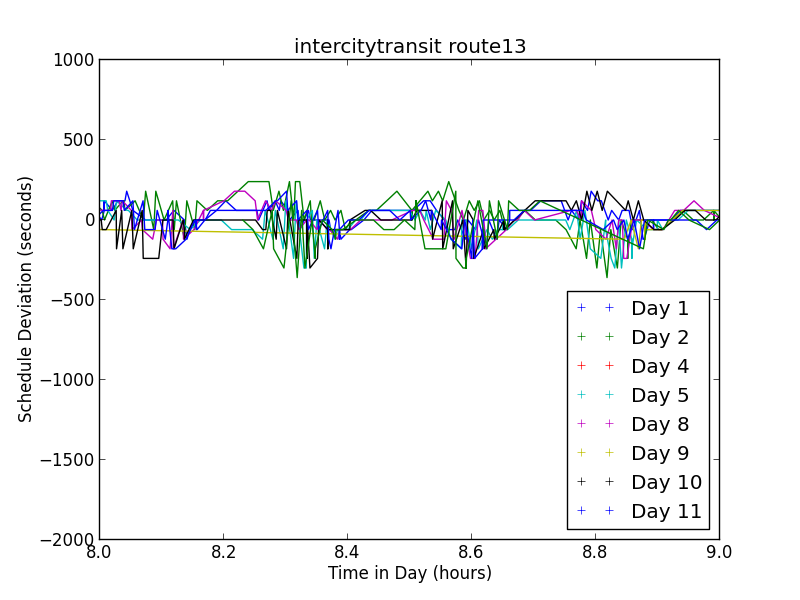 intercitytransit route13
1000
500
0
−500
−1000
−1500
−2000
Schedule Deviation (seconds)
8.0 8.2 8.4 8.6 8.8 9.0
Time in Day (hours)
Day 1
Day 2
Day 4
Day 5
Day 8
Day 9
Day 10
Day 11